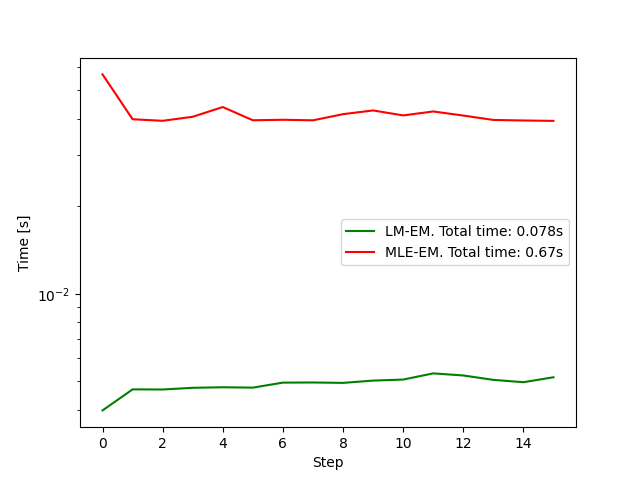 Time [s]
10⁻²
LM-EM. Total time: 0.078s
MLE-EM. Total time: 0.67s
0 2 4 6 8 10 12 14
Step